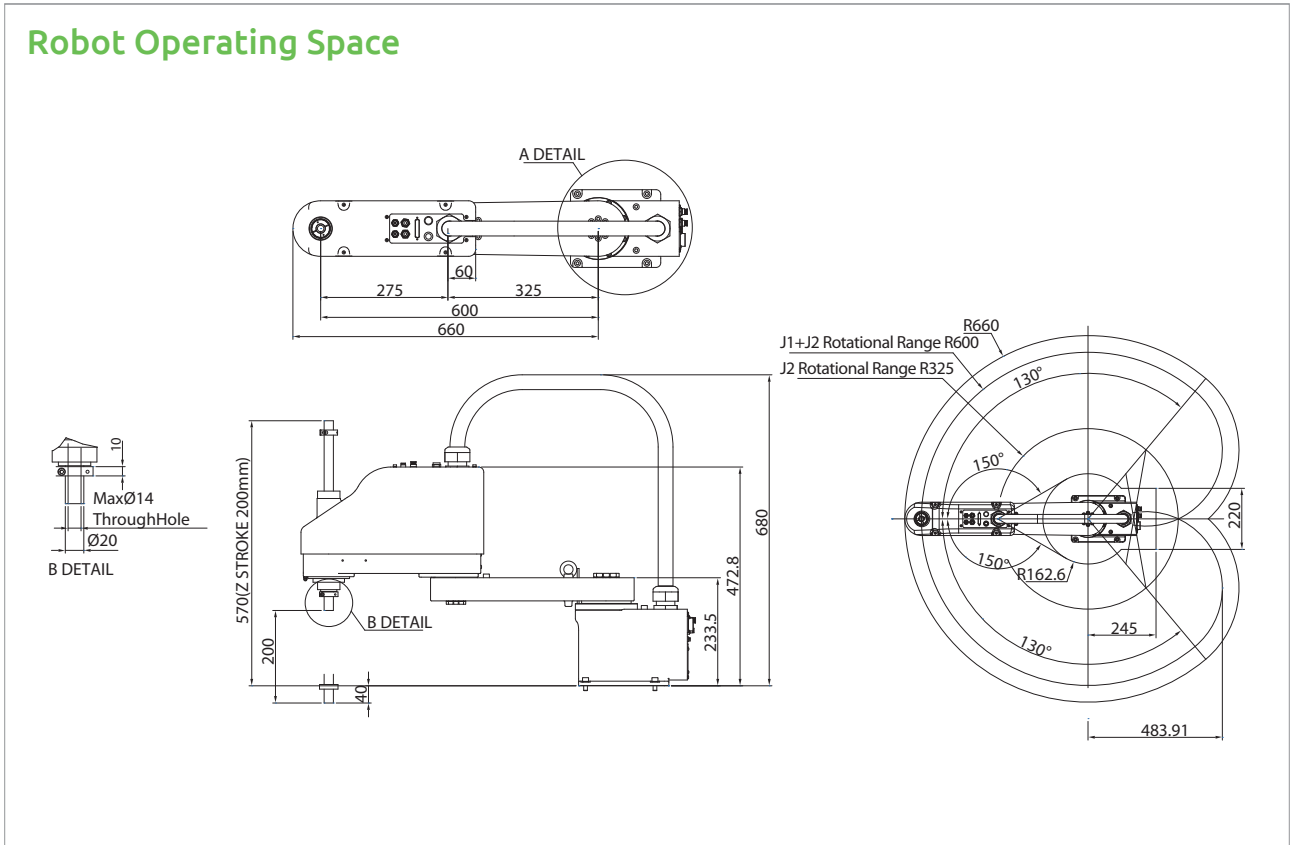 Robot Operating Space
A DETAIL
60
275
325
600
660
R660
J1+J2 Rotational Range R600
J2 Rotational Range R325
130°
150°
150°
R162.6
130°
220
245
483.91
10
MaxØ14
ThroughHole
Ø20
B DETAIL
570(Z STROKE 200mm)
200
40
B DETAIL
680
472.8
233.5